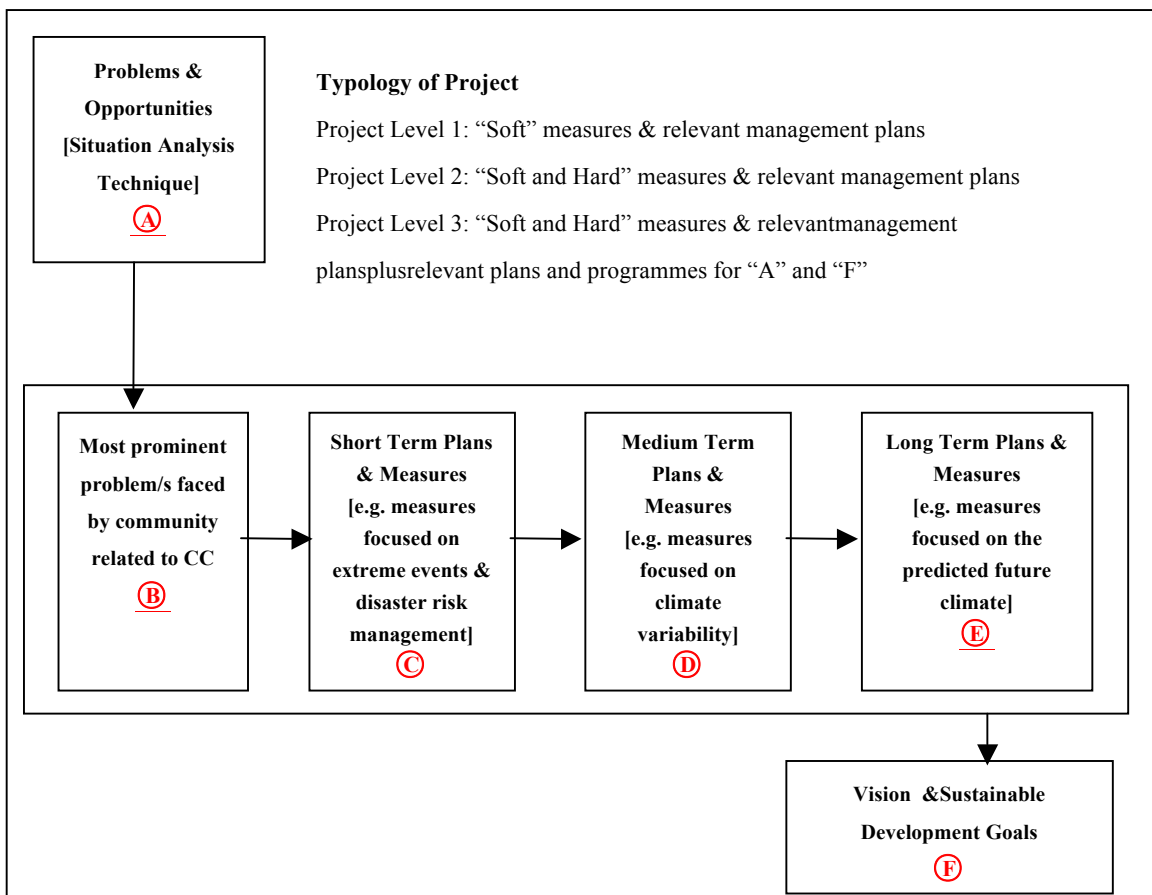 Problems &
Opportunities
[Situation Analysis
Technique]
A
Typology of Project
Project Level 1: “Soft” measures & relevant management plans
Project Level 2: “Soft and Hard” measures & relevant management plans
Project Level 3: “Soft and Hard” measures & relevantmanagement
plansplusrelevant plans and programmes for “A” and “F”
Most prominent
problem/s faced
by community
related to CC
B
Short Term Plans
& Measures
[e.g. measures
focused on
extreme events &
disaster risk
management]
C
Medium Term
Plans &
Measures
[e.g. measures
focused on
climate
variability]
D
Long Term Plans &
Measures
[e.g. measures
focused on the
predicted future
climate]
E
Vision &Sustainable
Development Goals
F